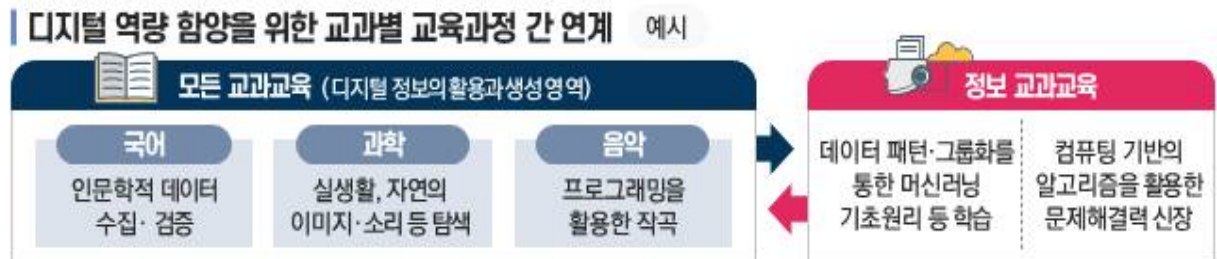 디지털 역량 함양을 위한 교과별 교육과정 간 연계 예시
모든 교과교육 (디지털 정보의 활용과 생성 영역)
국어
인문학적 데이터
수집· 검증
과학
실생활, 자연의
이미지·소리 등 탐색
음악
프로그래밍을
활용한 작곡
정보 교과교육
데이터 패턴·그룹화를
통한 머신러닝
기초원리 등 학습
컴퓨팅 기반의
알고리즘을 활용한
문제해결력 신장